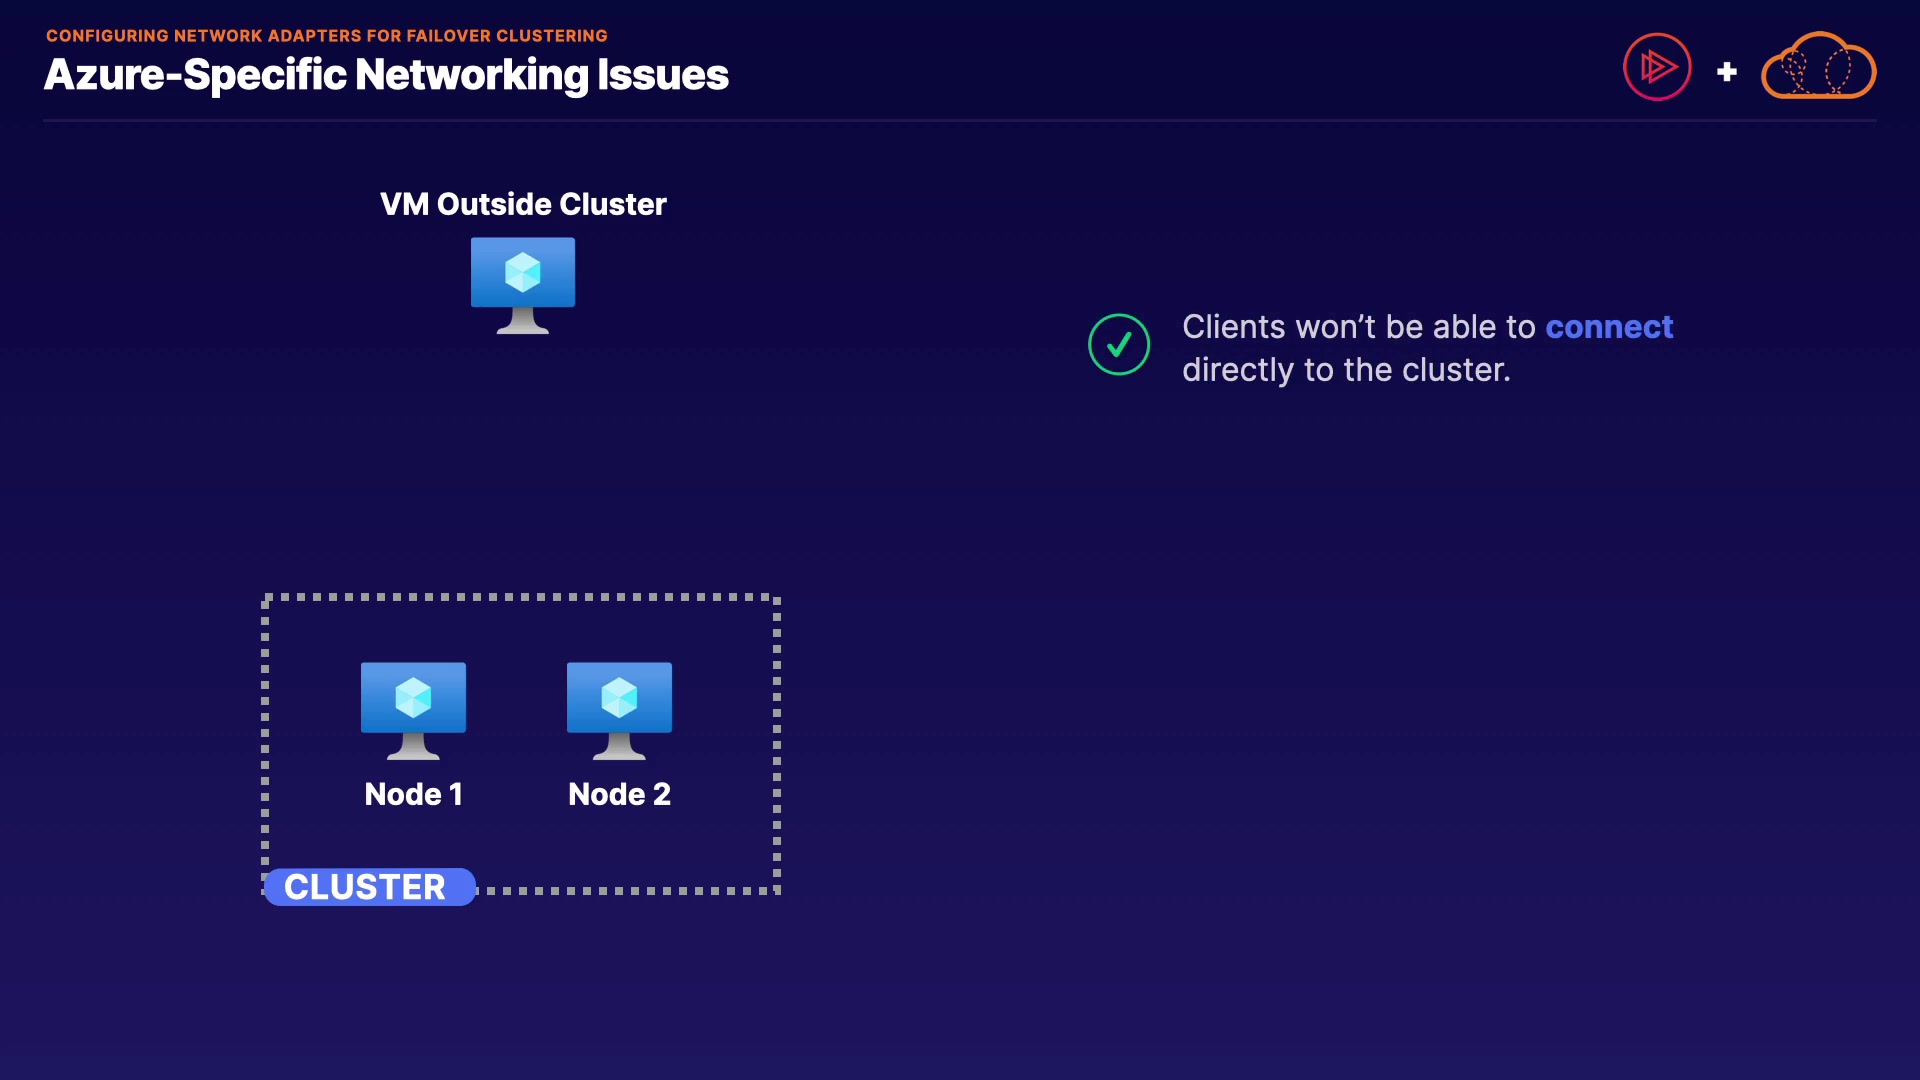 CONFIGURING NETWORK ADAPTERS FOR FAILOVER CLUSTERING
Azure-Specific Networking Issues
VM Outside Cluster
Clients won’t be able to connect
directly to the cluster.
Node 1
Node 2
CLUSTER